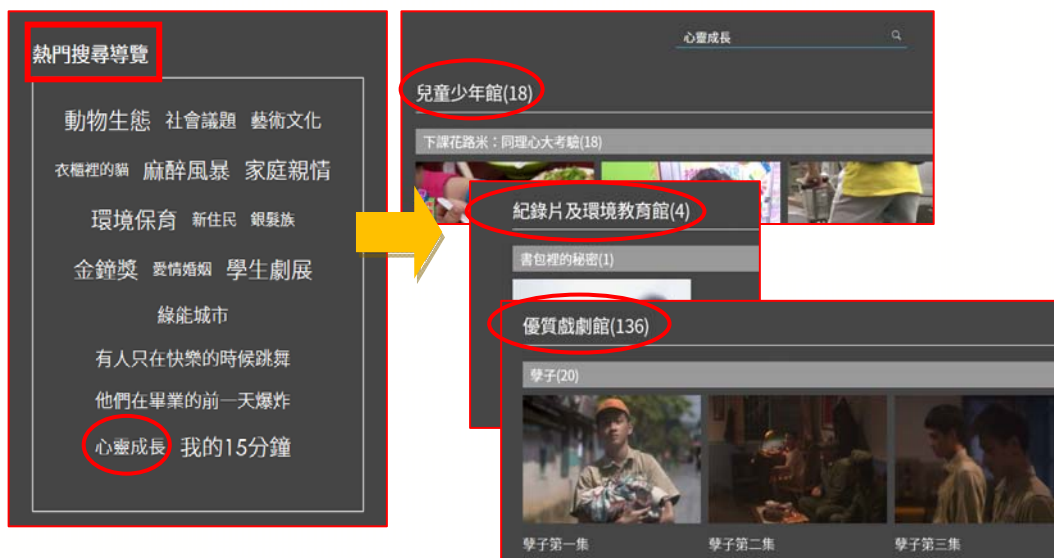 熱門搜尋導覽
動物生態 社會議題 藝術文化
衣櫃裡的貓 麻醉風暴 家庭親情
環境保育 新住民 銀髮族
金鐘獎 愛情婚姻 學生劇展
綠能城市
有人只在快樂的時候跳舞
他們在畢業的前一天爆炸
心靈成長 我的15分鐘
心靈成長
兒童少年館(18)
下課花路米：同理心大考驗(18)
紀錄片及環境教育館(4)
書包裡的秘密(1)
優質戲劇館(136)
孽子(20)
孽子第一集 孽子第二集 孽子第三集